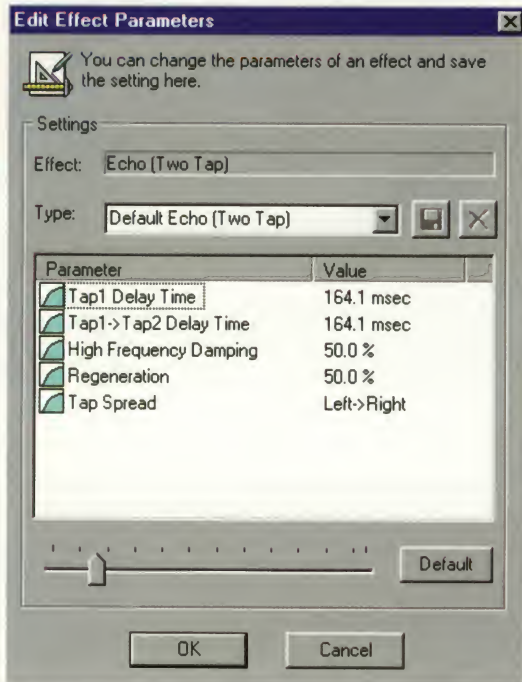 Edit Effect Parameters
You can change the parameters of an effect and save
the setting here.
Settings
Effect: Echo (Two Tap)
Type: Default Echo (Two Tap)
Parameter Value
Tap1 Delay Time 164.1 msec
Tap1->Tap2 Delay Time 164.1 msec
High Frequency Damping 50.0 %
Regeneration 50.0 %
Tap Spread Left->Right
Default
OK Cancel